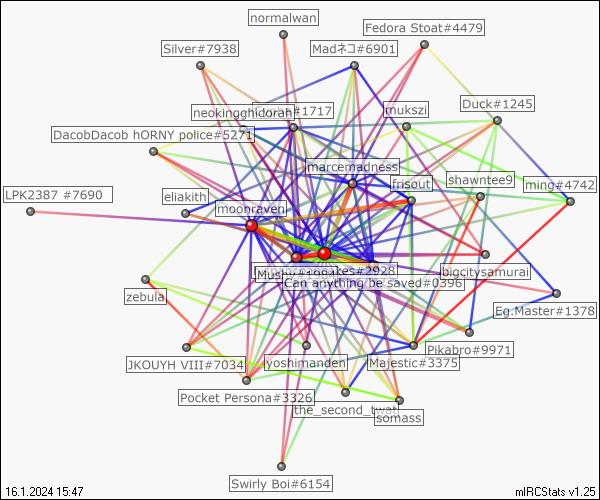 normalwan
Fedora Stoat#4479
Silver#7938
Madネコ#6901
Duck#1245
neokingghidorah
#1717
mukszi
DacobDacob hORNY police#5271
marcemadness
shawntee9
frisout
ming#4742
LPK2387 #7690
eliakith
moonraven
bigcitysamurai
#2928
Can anything be saved#0396
zebula
Eg.Master#1378
Pikabro#9971
JKOUYH VIII#7034
yoshimanden
Majestic#3375
Pocket Persona#3326
the_second_twat
somass
Swirly Boi#6154
16.1.2024 15:47
mIRCStats v1.25